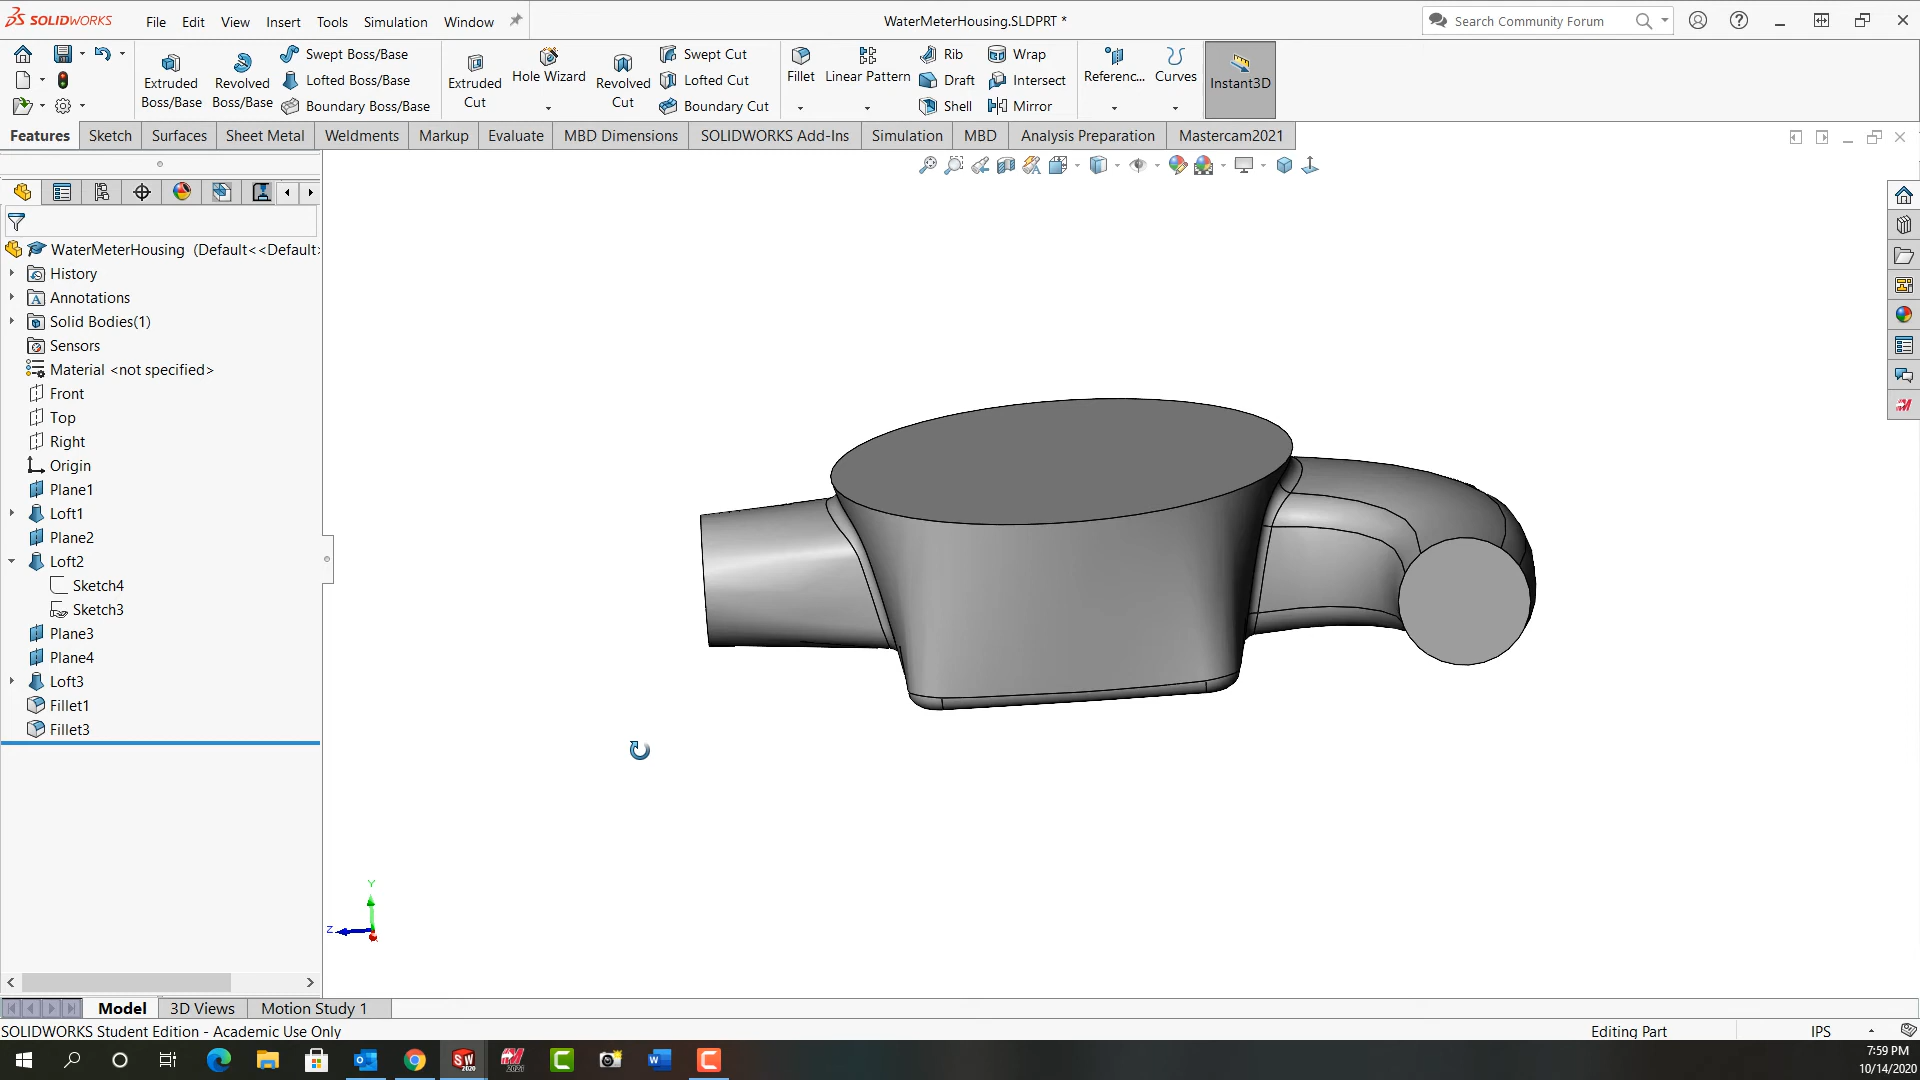 SOLIDWORKS File Edit View Insert Tools Simulation Window WaterMeterHousing.SLDPRT * Search Community Forum
Extruded Boss/Base
Revolved Boss/Base
Swept Boss/Base
Lofted Boss/Base
Boundary Boss/Base
Extruded Cut
Hole Wizard
Revolved Cut
Swept Cut
Lofted Cut
Boundary Cut
Fillet
Linear Pattern
Rib
Draft
Shell
Wrap
Intersect
Mirror
Referenc...
Curves
Instant3D
Features Sketch Surfaces Sheet Metal Weldments Markup Evaluate MBD Dimensions SOLIDWORKS Add-Ins Simulation MBD Analysis Preparation Mastercam2021
WaterMeterHousing (Default<<Default>
History
Annotations
Solid Bodies(1)
Sensors
Material <not specified>
Front
Top
Right
Origin
Plane1
Loft1
Plane2
Loft2
Sketch4
Sketch3
Plane3
Plane4
Loft3
Fillet1
Fillet3
Y
Z
Model 3D Views Motion Study 1
SOLIDWORKS Student Edition - Academic Use Only Editing Part IPS
7:59 PM
10/14/2020